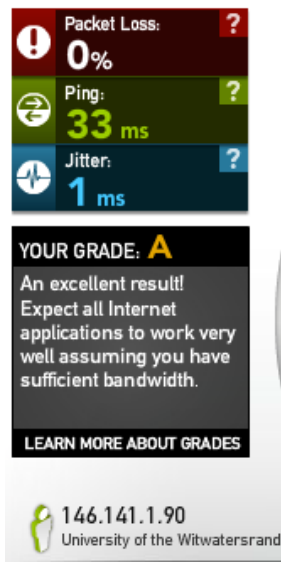 Packet Loss: ?
0%
Ping: ?
33 ms
Jitter: ?
1 ms
YOUR GRADE: A
An excellent result!
Expect all Internet
applications to work very
well assuming you have
sufficient bandwidth.
LEARN MORE ABOUT GRADES
146.141.1.90
University of the Witwatersrand